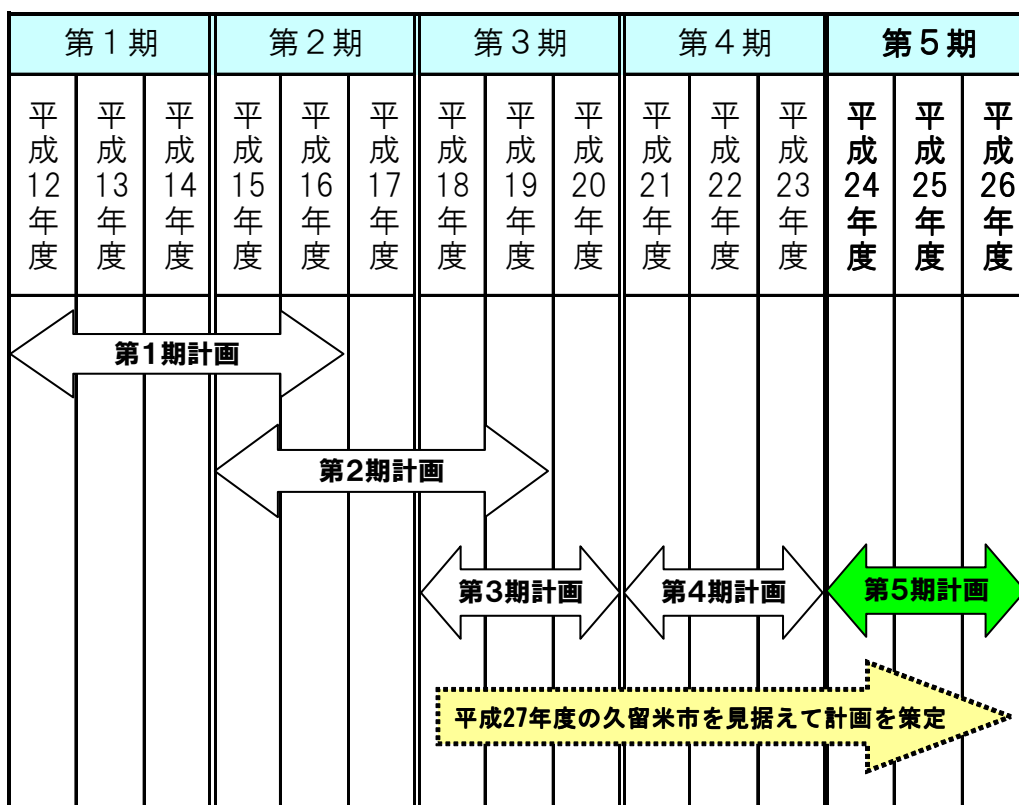 第１期
第２期
第３期
第４期
第５期
平成12年度
平成13年度
平成14年度
平成15年度
平成16年度
平成17年度
平成18年度
平成19年度
平成20年度
平成21年度
平成22年度
平成23年度
平成24年度
平成25年度
平成26年度
第1期計画
第2期計画
第3期計画
第4期計画
第5期計画
平成27年度の久留米市を見据えて計画を策定